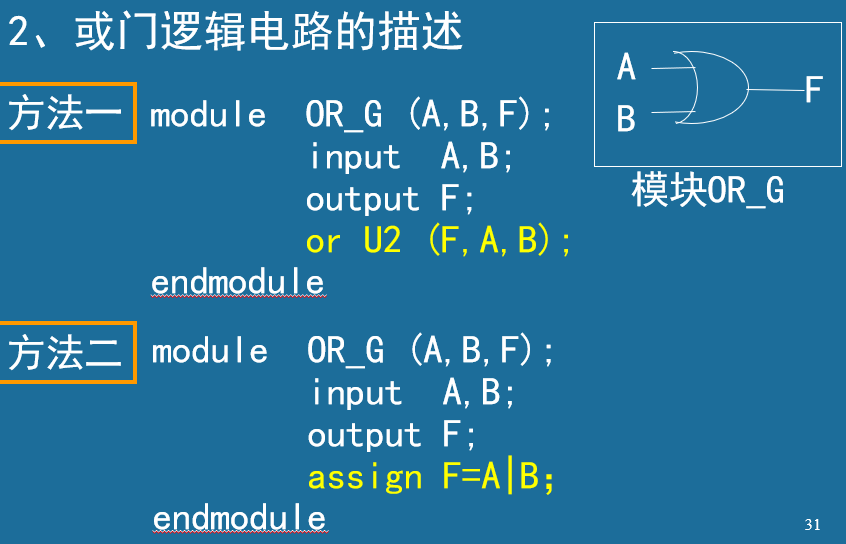 2、或门逻辑电路的描述
A
B
F
模块OR_G
方法一
module OR_G (A,B,F);
input A,B;
output F;
or U2 (F,A,B);
endmodule
方法二
module OR_G (A,B,F);
input A,B;
output F;
assign F=A|B；
endmodule
31